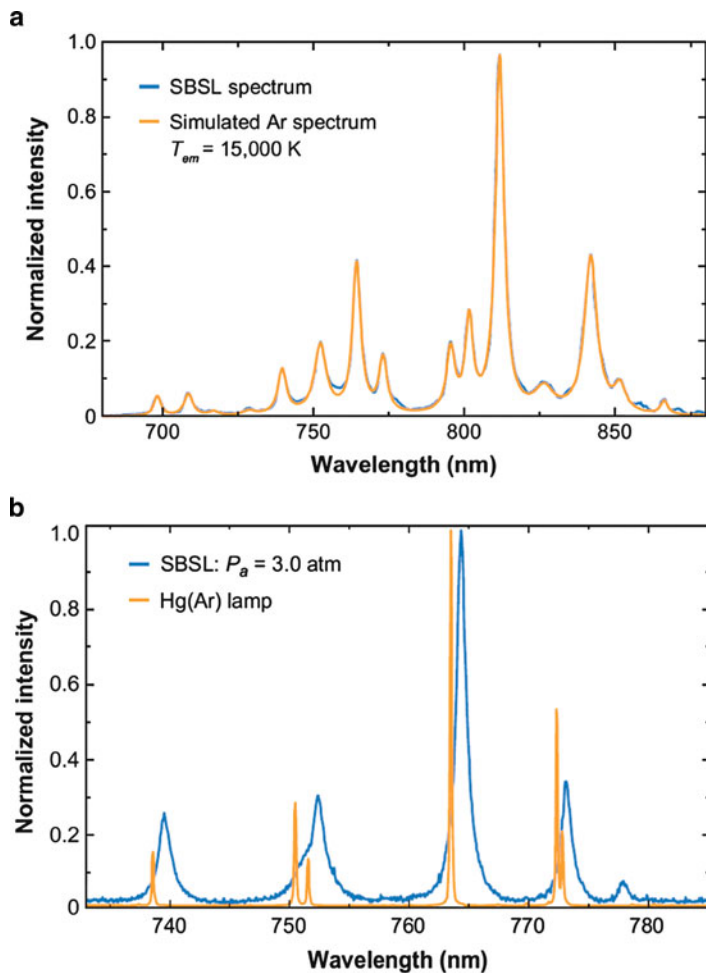 a
1.0
0.8
0.6
0.4
0.2
0
Normalized intensity
SBSL spectrum
Simulated Ar spectrum
T_em = 15,000 K
700
750
800
850
Wavelength (nm)
b
1.0
0.8
0.6
0.4
0.2
0
Normalized intensity
SBSL: P_a = 3.0 atm
Hg(Ar) lamp
740
750
760
770
780
Wavelength (nm)